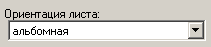 Ориентация листа:
альбомная